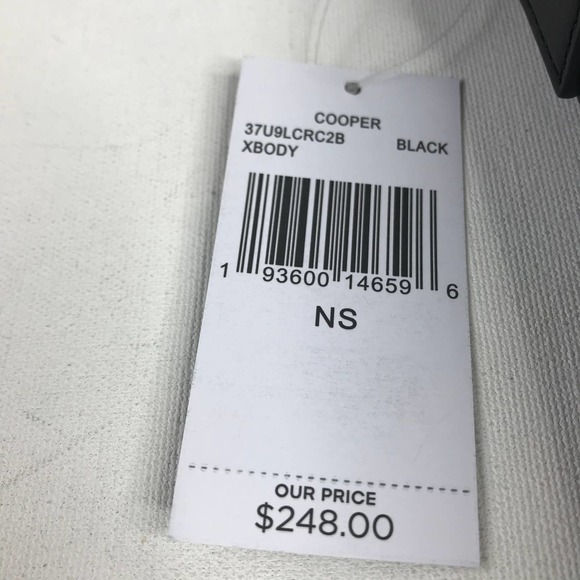 COOPER
37U9LCRC2B BLACK
XBODY
1 93600 14659 6
NS
OUR PRICE
$248.00